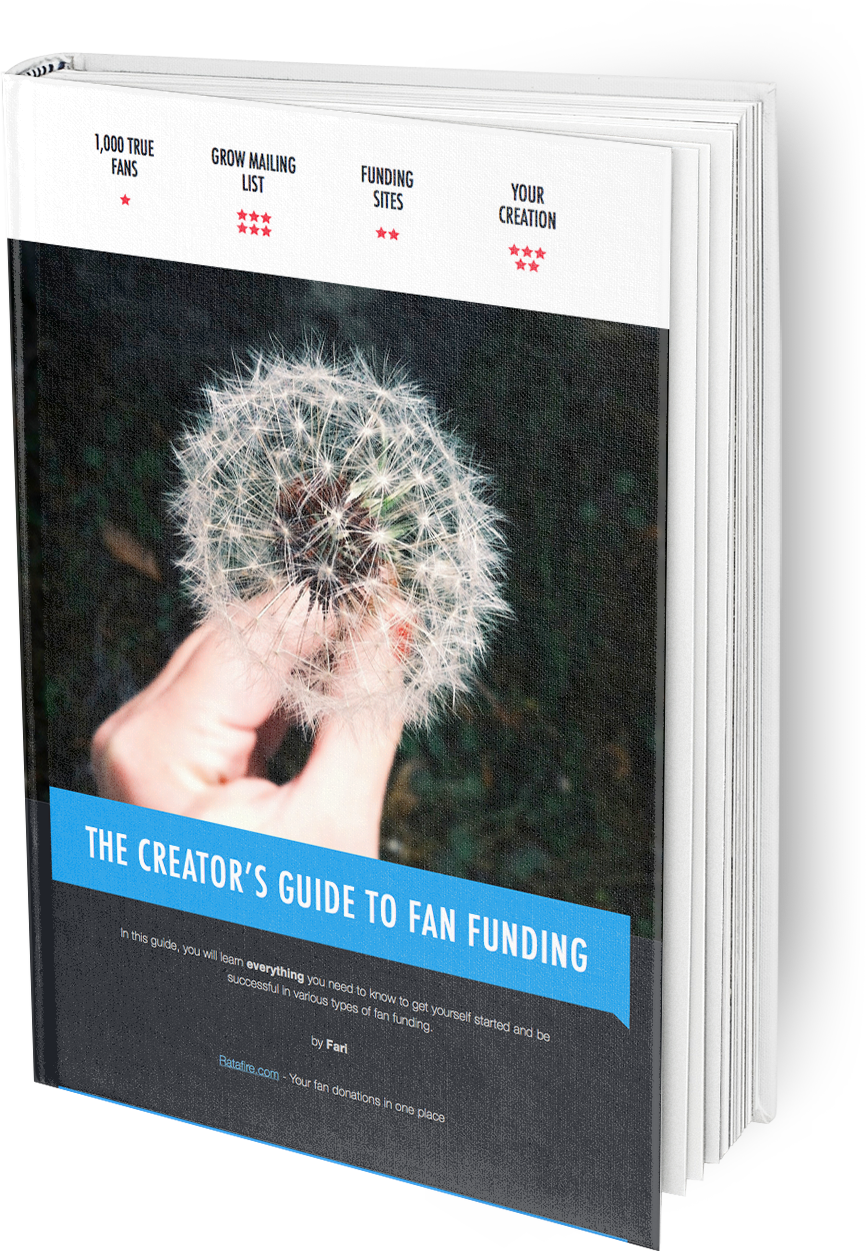 1,000 TRUE
FANS
GROW MAILING
LIST
FUNDING
SITES
YOUR
CREATION
THE CREATOR'S GUIDE TO FAN FUNDING
In this guide, you will learn everything you need to know to get yourself started and be
successful in various types of fan funding.
by Fari
Ratafire.com - Your fan donations in one place